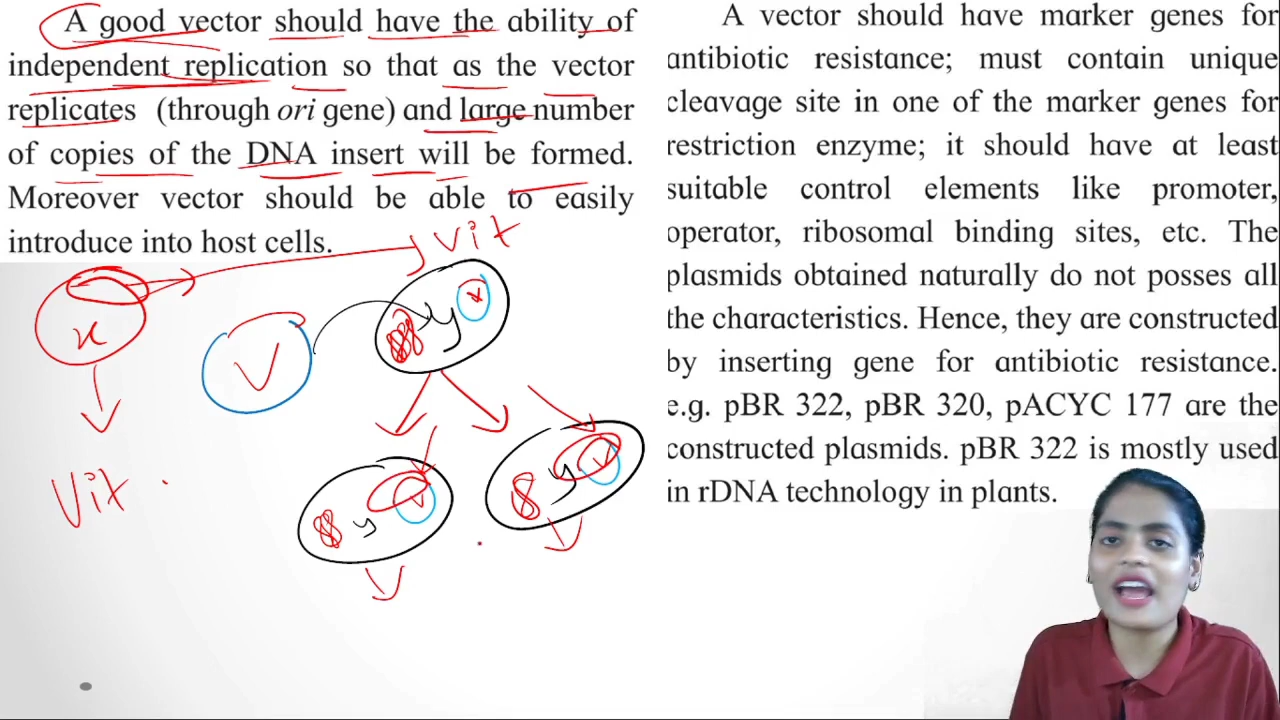 A good vector should have the ability of
independent replication so that as the vector
replicates (through ori gene) and large number
of copies of the DNA insert will be formed.
Moreover vector should be able to easily
introduce into host cells.
A vector should have marker genes for
antibiotic resistance; must contain unique
cleavage site in one of the marker genes for
restriction enzyme; it should have at least
suitable control elements like promoter,
operator, ribosomal binding sites, etc. The
plasmids obtained naturally do not posses all
the characteristics. Hence, they are constructed
by inserting gene for antibiotic resistance.
e.g. pBR 322, pBR 320, pACYC 177 are the
constructed plasmids. pBR 322 is mostly used
in rDNA technology in plants.
Vit
x
V
y
Vit
y
y